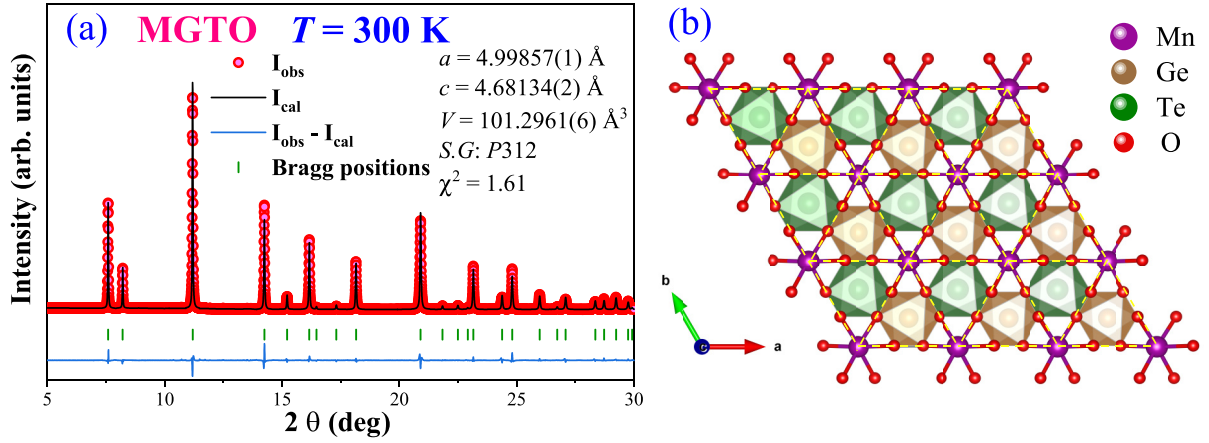 (a) MGTO T = 300 K
I_obs
I_cal
I_obs - I_cal
Bragg positions
a = 4.99857(1) Å
c = 4.68134(2) Å
V = 101.2961(6) Å³
S.G: P312
χ² = 1.61
Intensity (arb. units)
5 10 15 20 25 30
2 θ (deg)
(b)
Mn
Ge
Te
O
b
c
a